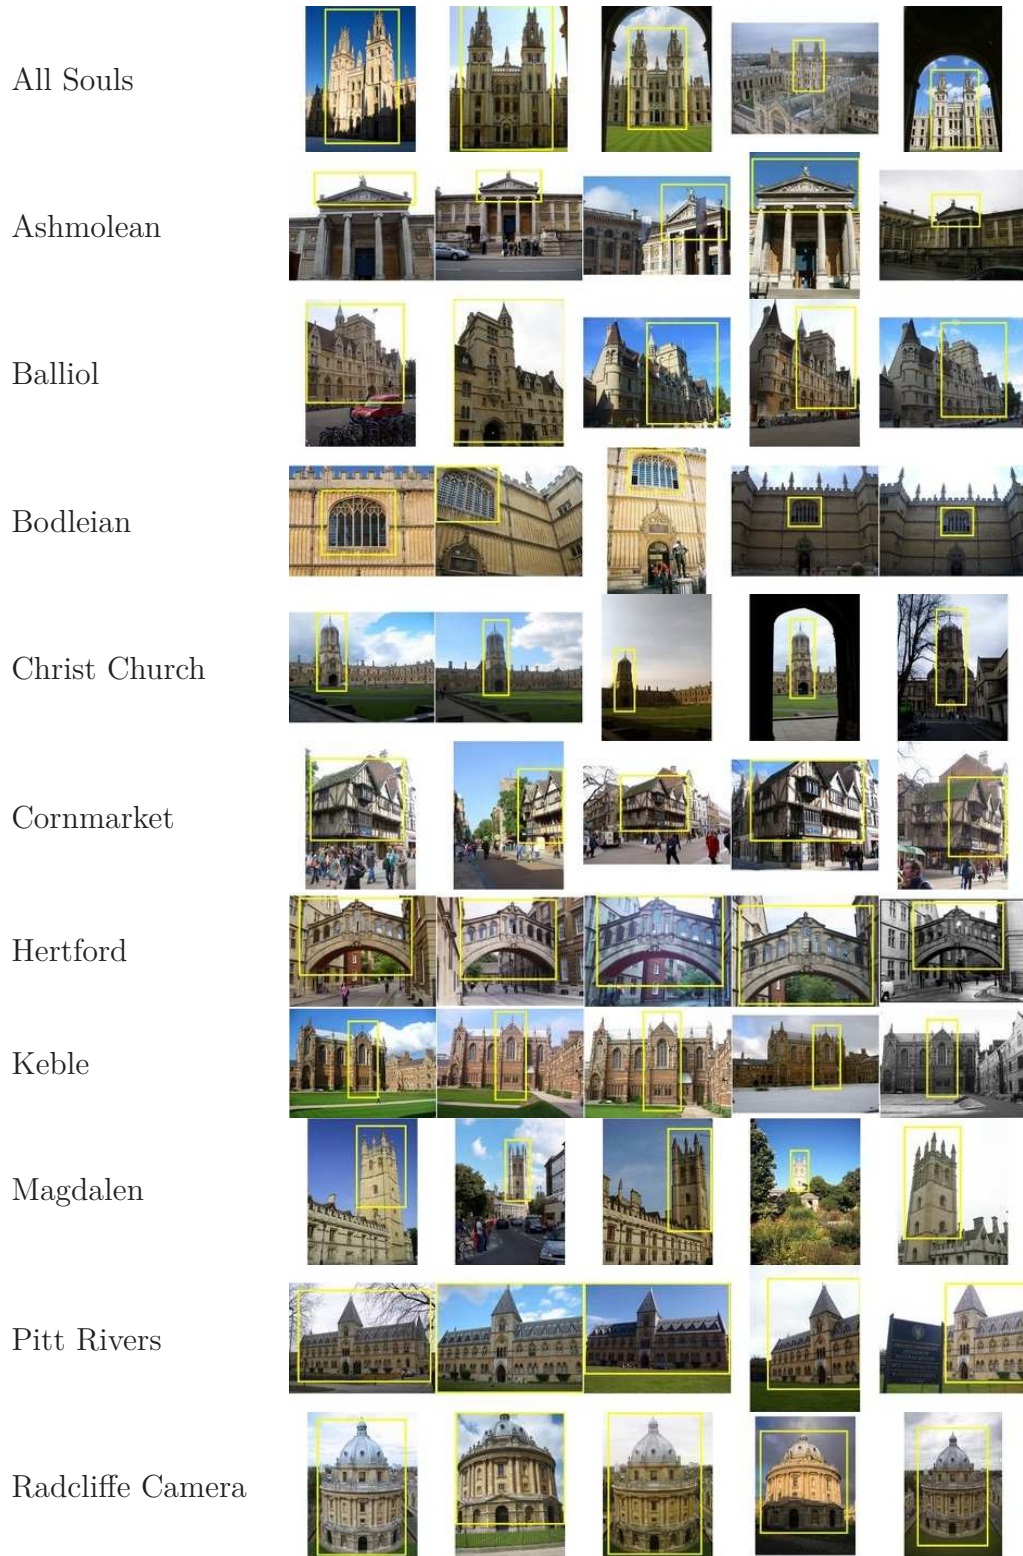 All Souls
Ashmolean
Balliol
Bodleian
Christ Church
Cornmarket
Hertford
Keble
Magdalen
Pitt Rivers
Radcliffe Camera